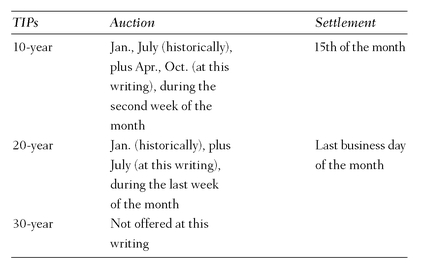 TIPs Auction Settlement
10-year Jan., July (historically), 15th of the month
plus Apr., Oct. (at this
writing), during the
second week of the
month
20-year Jan. (historically), plus Last business day
July (at this writing), of the month
during the last week
of the month
30-year Not offered at this
writing